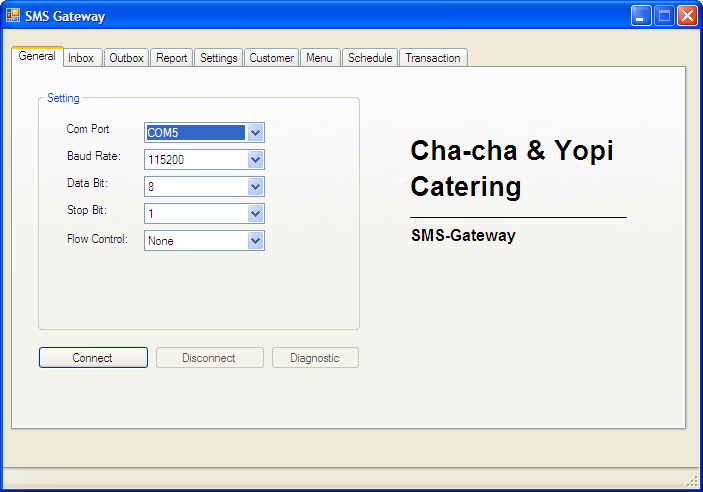 SMS Gateway
General Inbox Outbox Report Settings Customer Menu Schedule Transaction
Setting
Com Port COM5
Baud Rate: 115200
Data Bit: 8
Stop Bit: 1
Flow Control: None
Connect Disconnect Diagnostic
Cha-cha & Yopi
Catering
SMS-Gateway